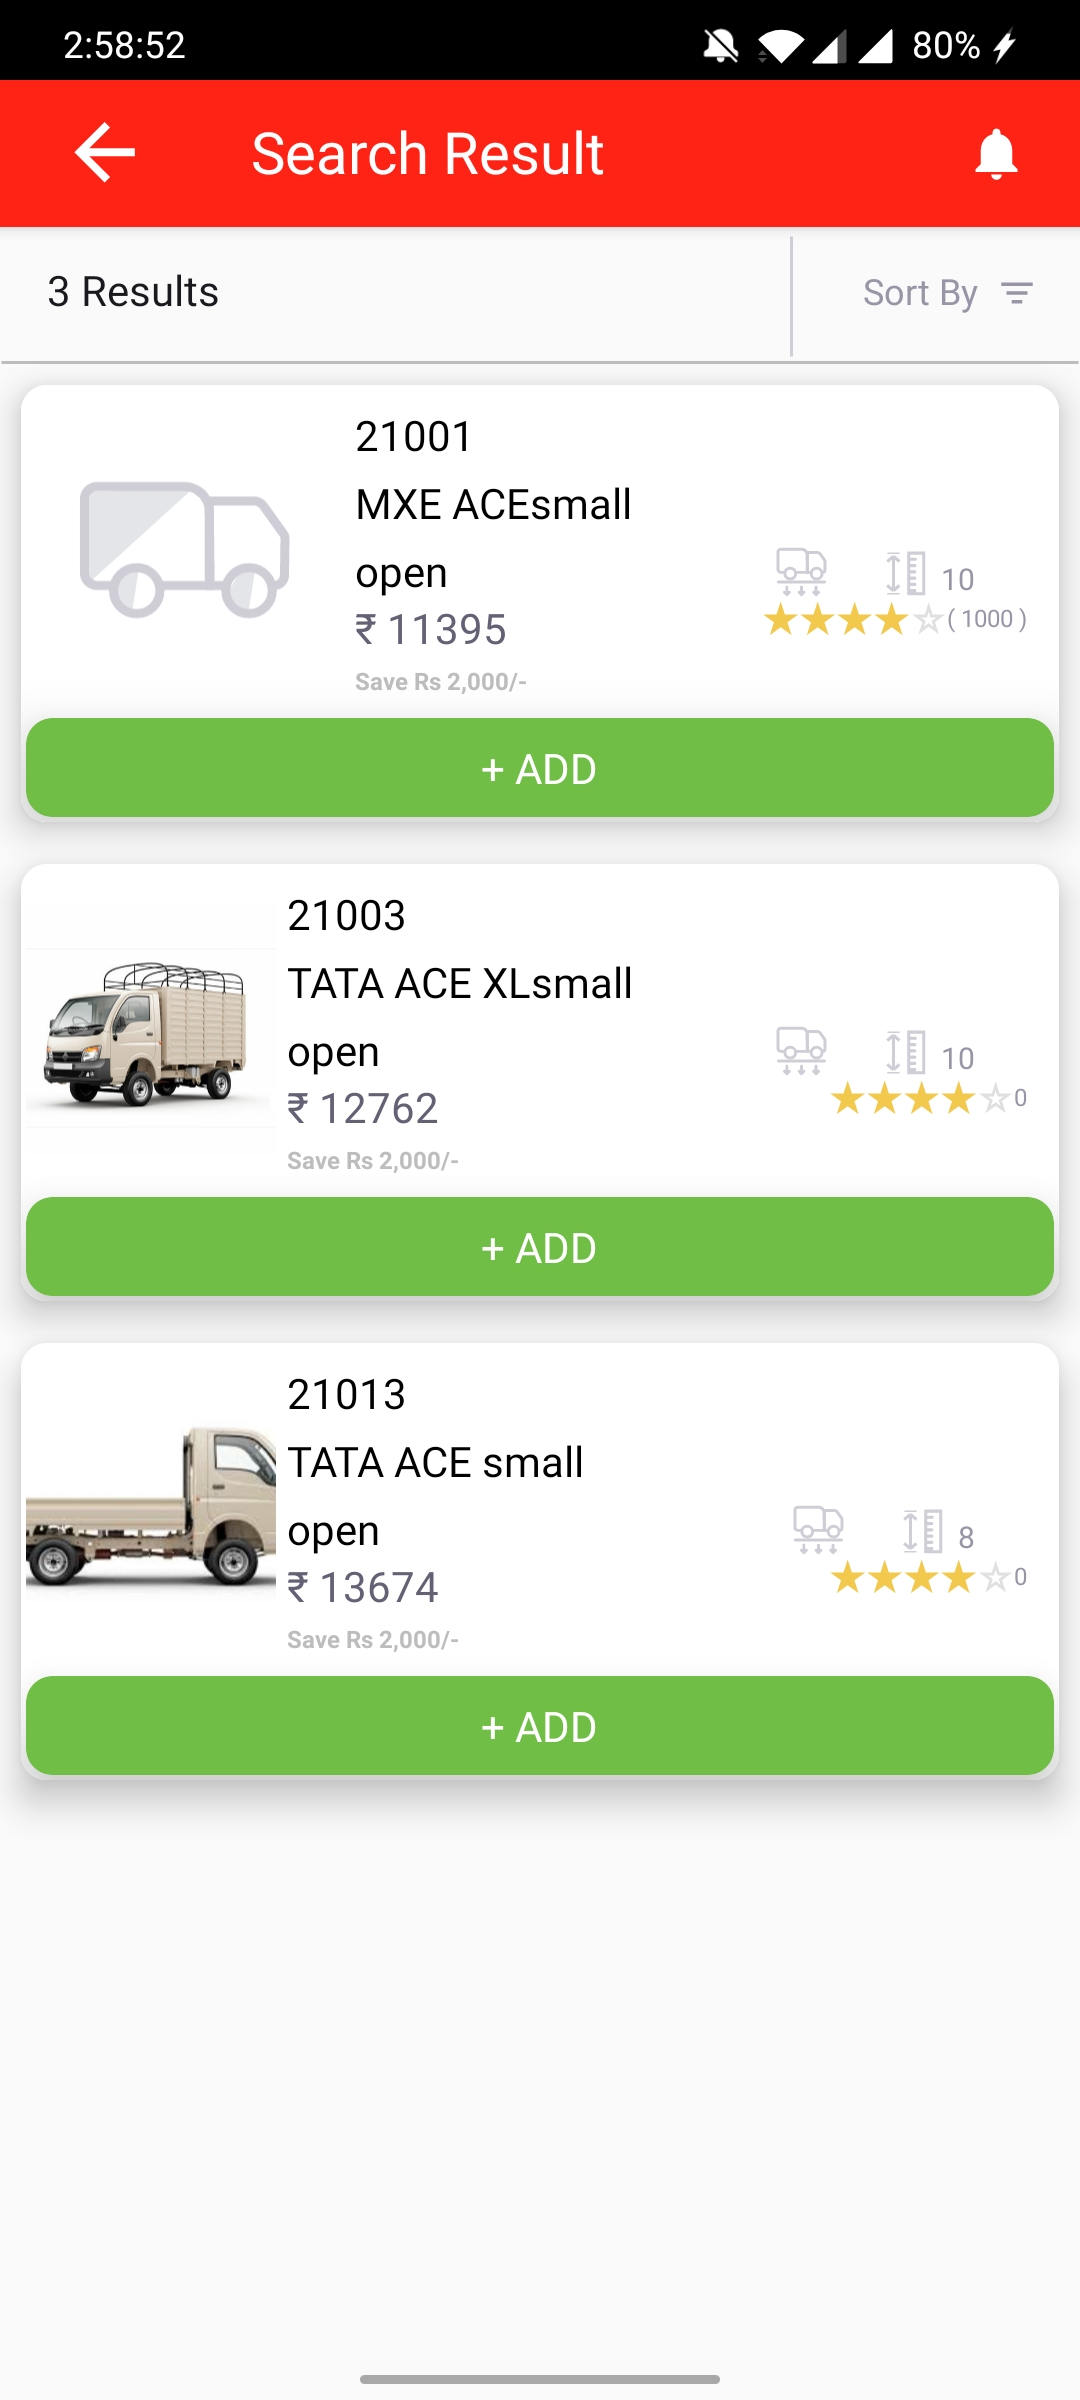 2:58:52 80%
Search Result
3 Results Sort By
21001
MXE ACEsmall
open 10
₹ 11395 ( 1000 )
Save Rs 2,000/-
+ ADD
21003
TATA ACE XLsmall
open 10
₹ 12762 0
Save Rs 2,000/-
+ ADD
21013
TATA ACE small
open 8
₹ 13674 0
Save Rs 2,000/-
+ ADD